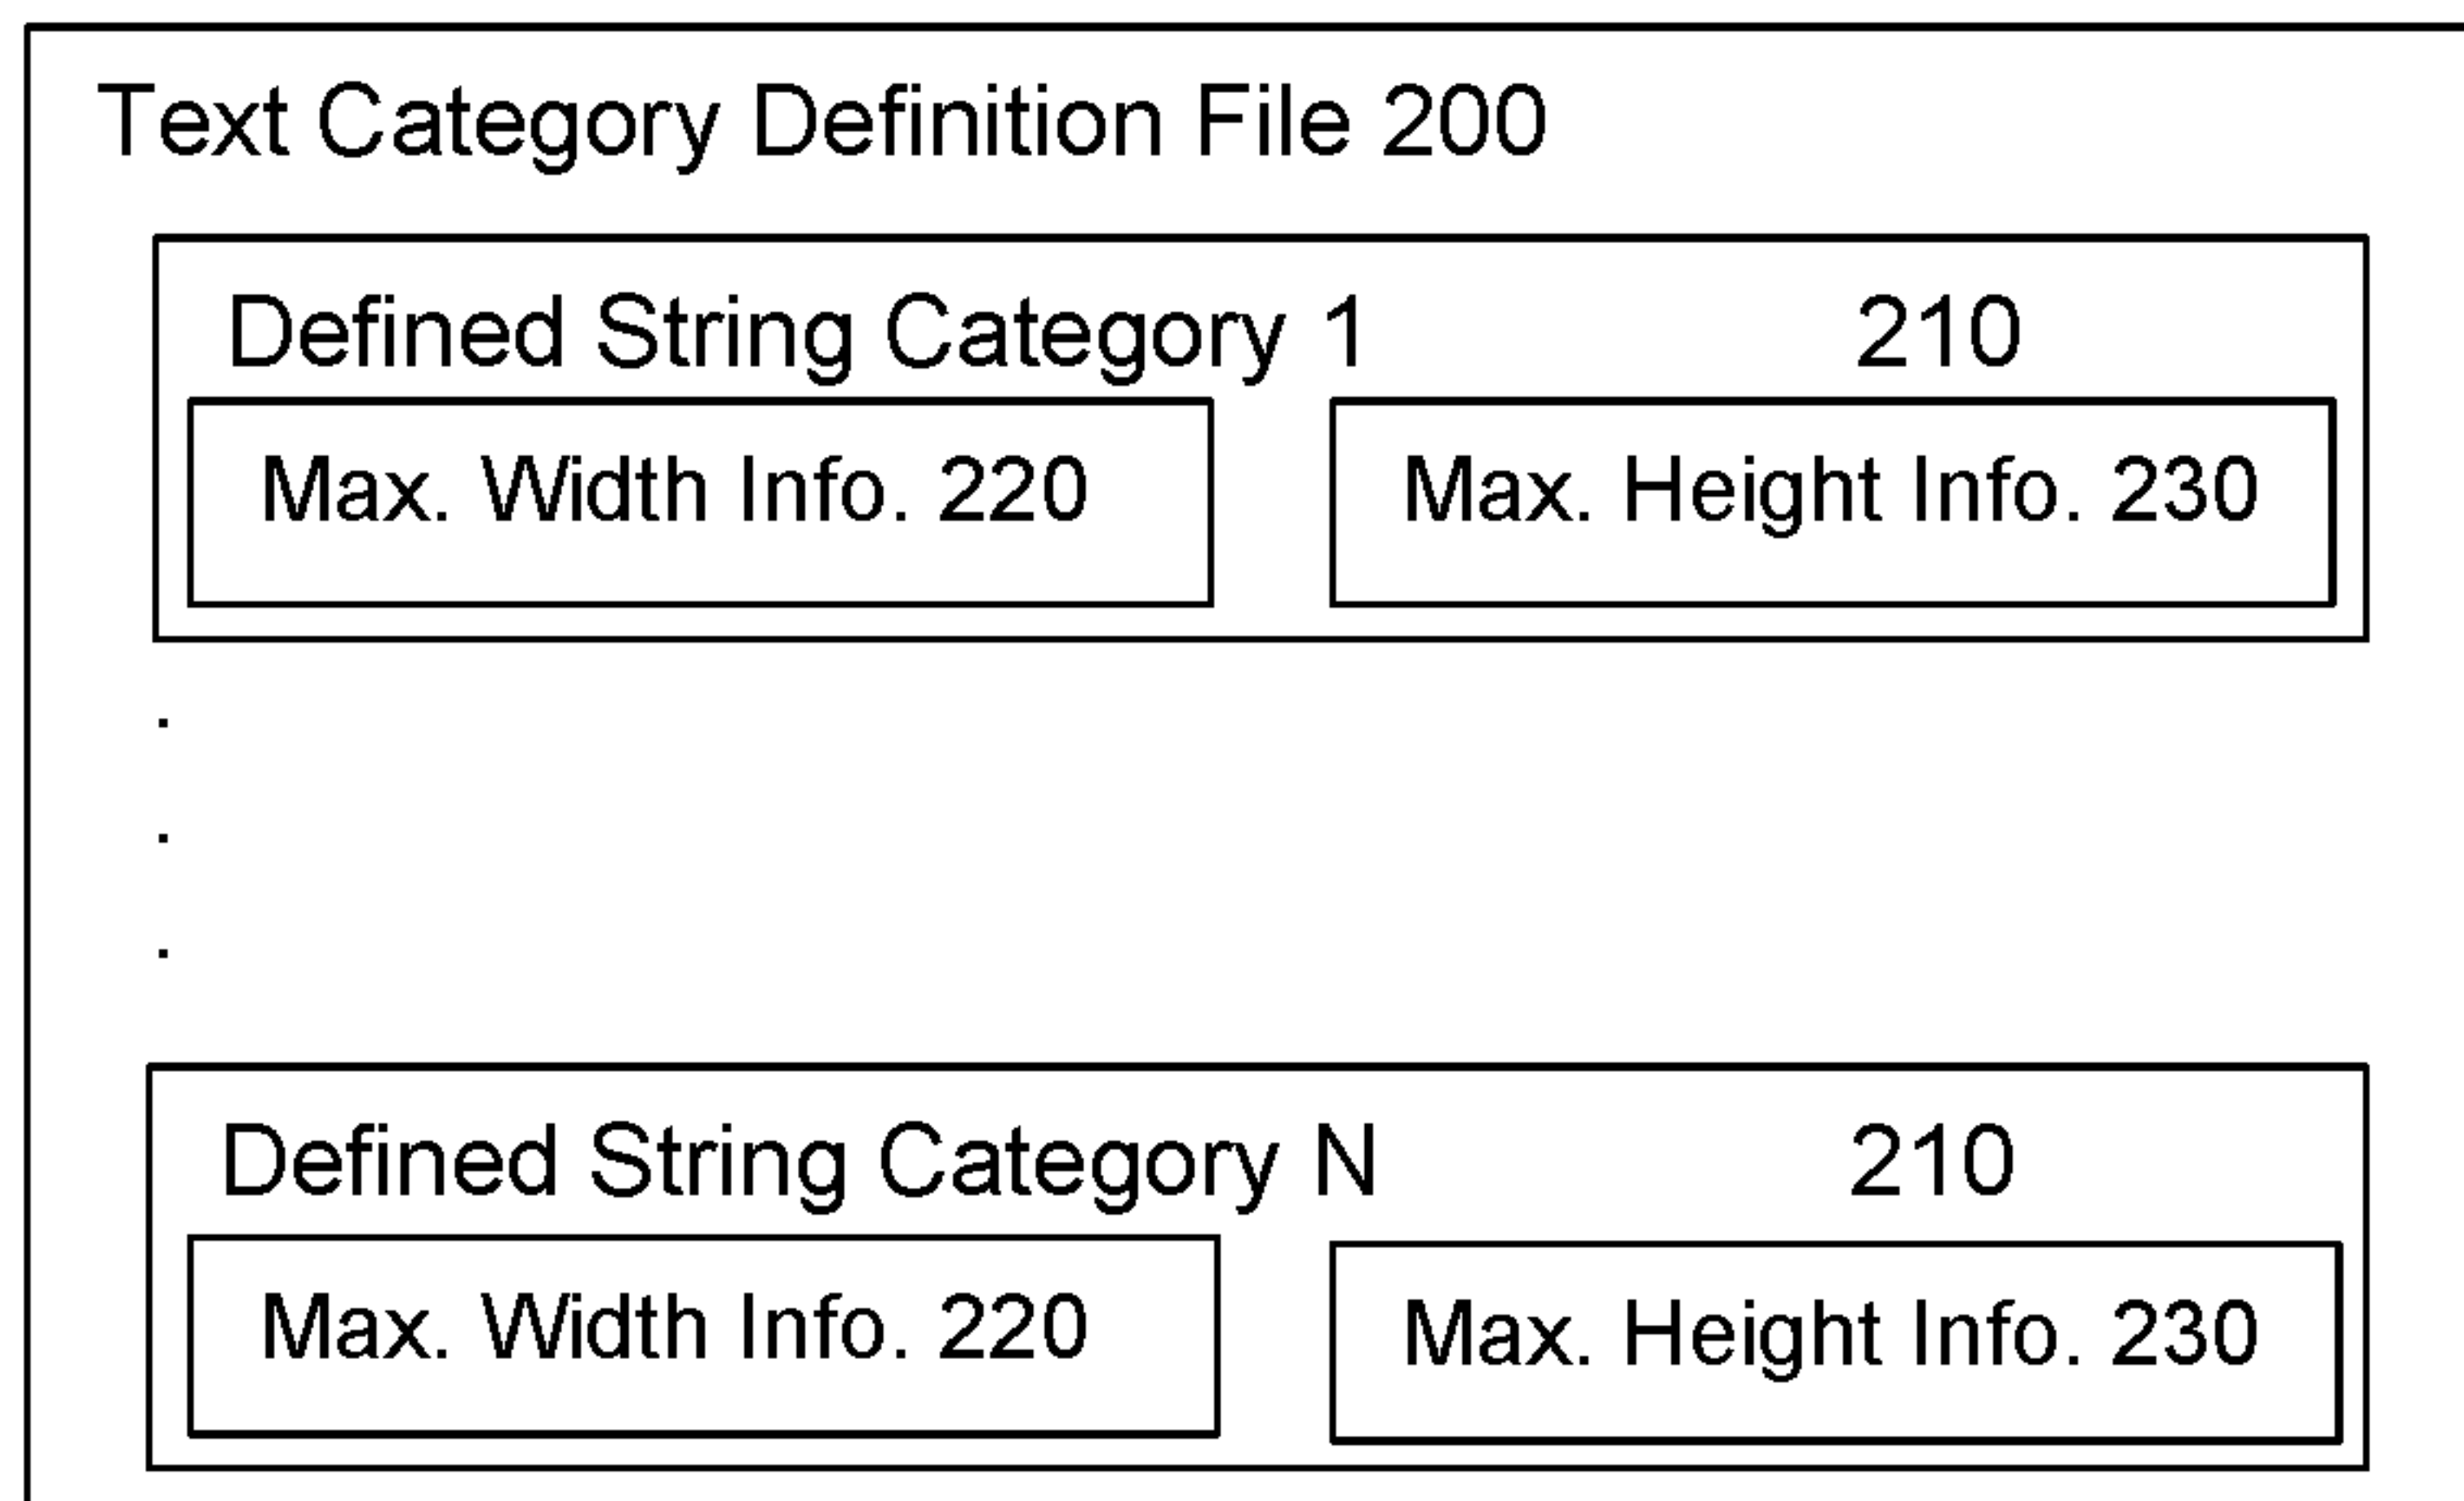 Text Category Definition File 200
Defined String Category 1 210
Max. Width Info. 220 Max. Height Info. 230
.
.
.
Defined String Category N 210
Max. Width Info. 220 Max. Height Info. 230